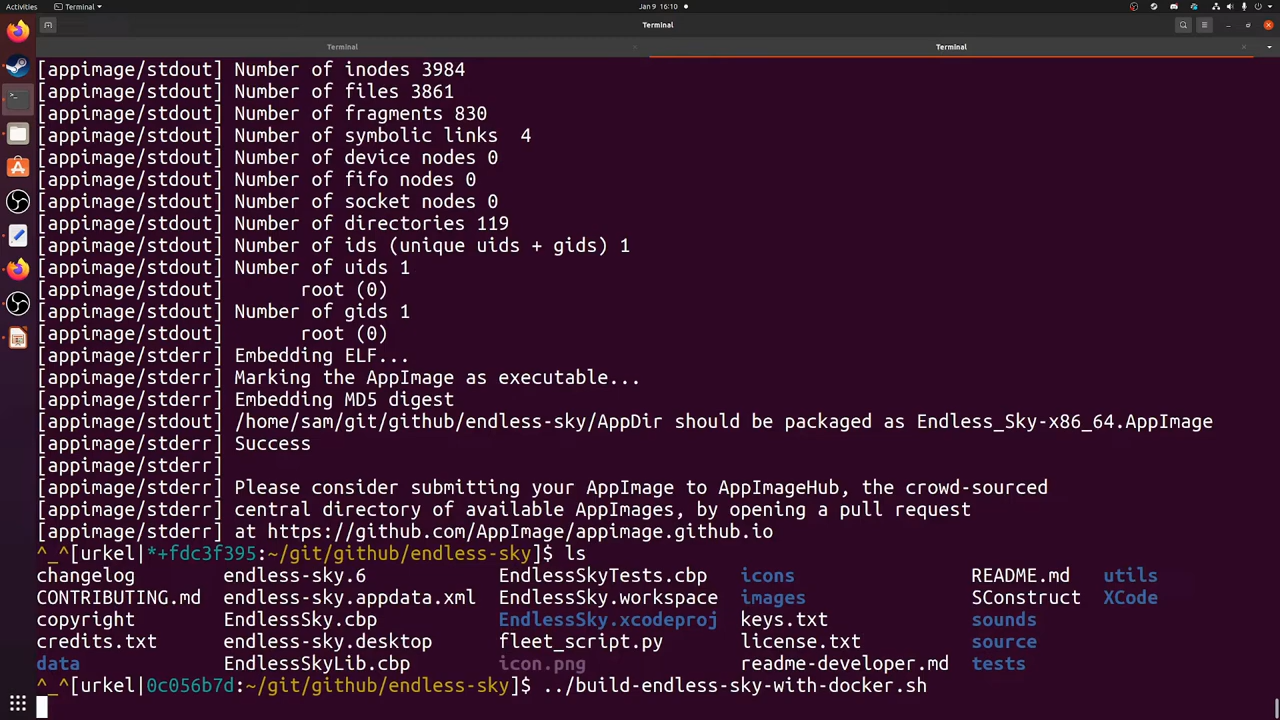 Activities
Terminal
Jan 9 16:10
Terminal
Terminal
Terminal
[appimage/stdout] Number of inodes 3984
[appimage/stdout] Number of files 3861
[appimage/stdout] Number of fragments 830
[appimage/stdout] Number of symbolic links  4
[appimage/stdout] Number of device nodes 0
[appimage/stdout] Number of fifo nodes 0
[appimage/stdout] Number of socket nodes 0
[appimage/stdout] Number of directories 119
[appimage/stdout] Number of ids (unique uids + gids) 1
[appimage/stdout] Number of uids 1
[appimage/stdout]       root (0)
[appimage/stdout] Number of gids 1
[appimage/stdout]       root (0)
[appimage/stderr] Embedding ELF...
[appimage/stderr] Marking the AppImage as executable...
[appimage/stderr] Embedding MD5 digest
[appimage/stderr] /home/sam/git/github/endless-sky/AppDir should be packaged as Endless_Sky-x86_64.AppImage
[appimage/stderr] Success
[appimage/stderr]
[appimage/stderr] Please consider submitting your AppImage to AppImageHub, the crowd-sourced
[appimage/stderr] central directory of available AppImages, by opening a pull request
[appimage/stderr] at https://github.com/AppImage/appimage.github.io
^_^[urkel|*+fdc3f395:~/git/github/endless-sky]$ ls
changelog endless-sky.6 EndlessSkyTests.cbp icons README.md utils
CONTRIBUTING.md endless-sky.appdata.xml EndlessSky.workspace images SConstruct XCode
copyright EndlessSky.cbp EndlessSky.xcodeproj keys.txt sounds
credits.txt endless-sky.desktop fleet_script.py license.txt source
data EndlessSkyLib.cbp icon.png readme-developer.md tests
^_^[urkel|0c056b7d:~/git/github/endless-sky]$ ../build-endless-sky-with-docker.sh